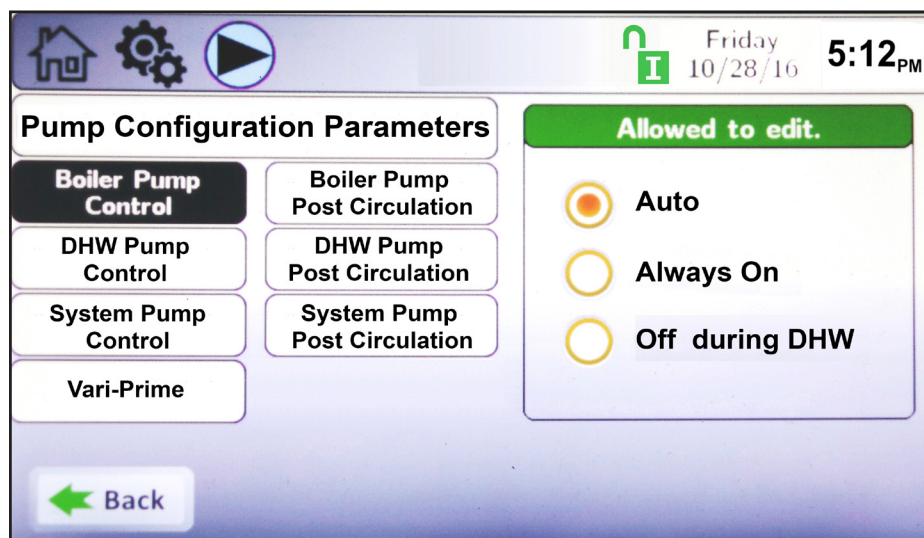 Friday
10/28/16
5:12 PM
Pump Configuration Parameters
Allowed to edit.
Boiler Pump
Control
Boiler Pump
Post Circulation
DHW Pump
Control
DHW Pump
Post Circulation
System Pump
Control
System Pump
Post Circulation
Vari-Prime
Auto
Always On
Off during DHW
I
Back